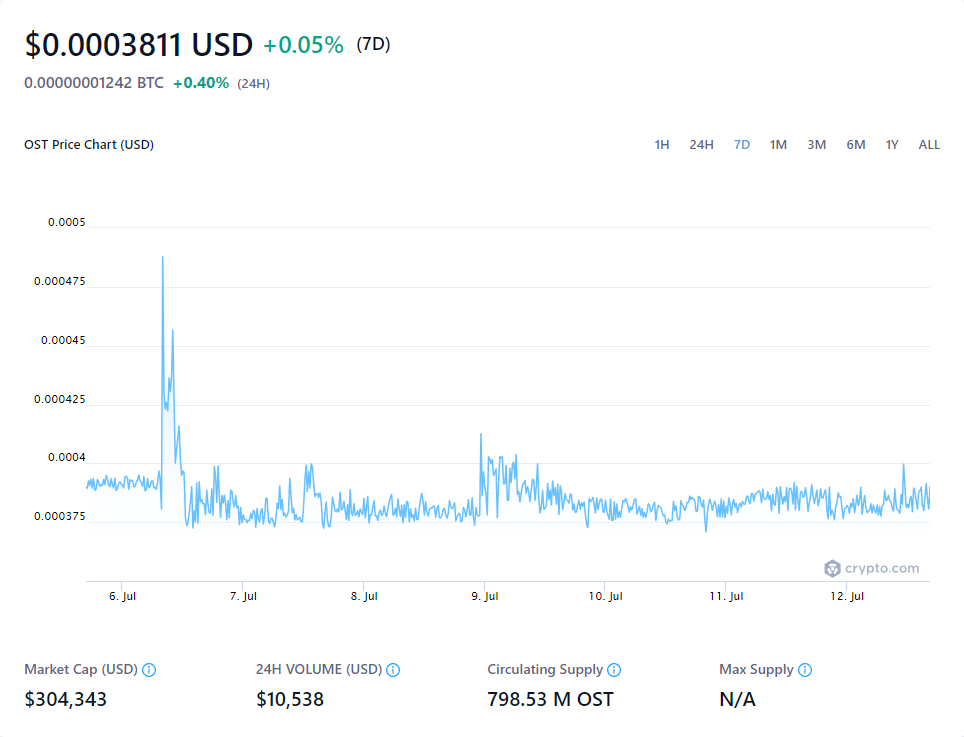 $0.0003811 USD +0.05% (7D)
0.00000001242 BTC +0.40% (24H)
OST Price Chart (USD) 1H 24H 7D 1M 3M 6M 1Y ALL
0.0005
0.000475
0.00045
0.000425
0.0004
0.000375
crypto.com
6. Jul 7. Jul 8. Jul 9. Jul 10. Jul 11. Jul 12. Jul
Market Cap (USD) 24H VOLUME (USD) Circulating Supply Max Supply
$304,343 $10,538 798.53 M OST N/A